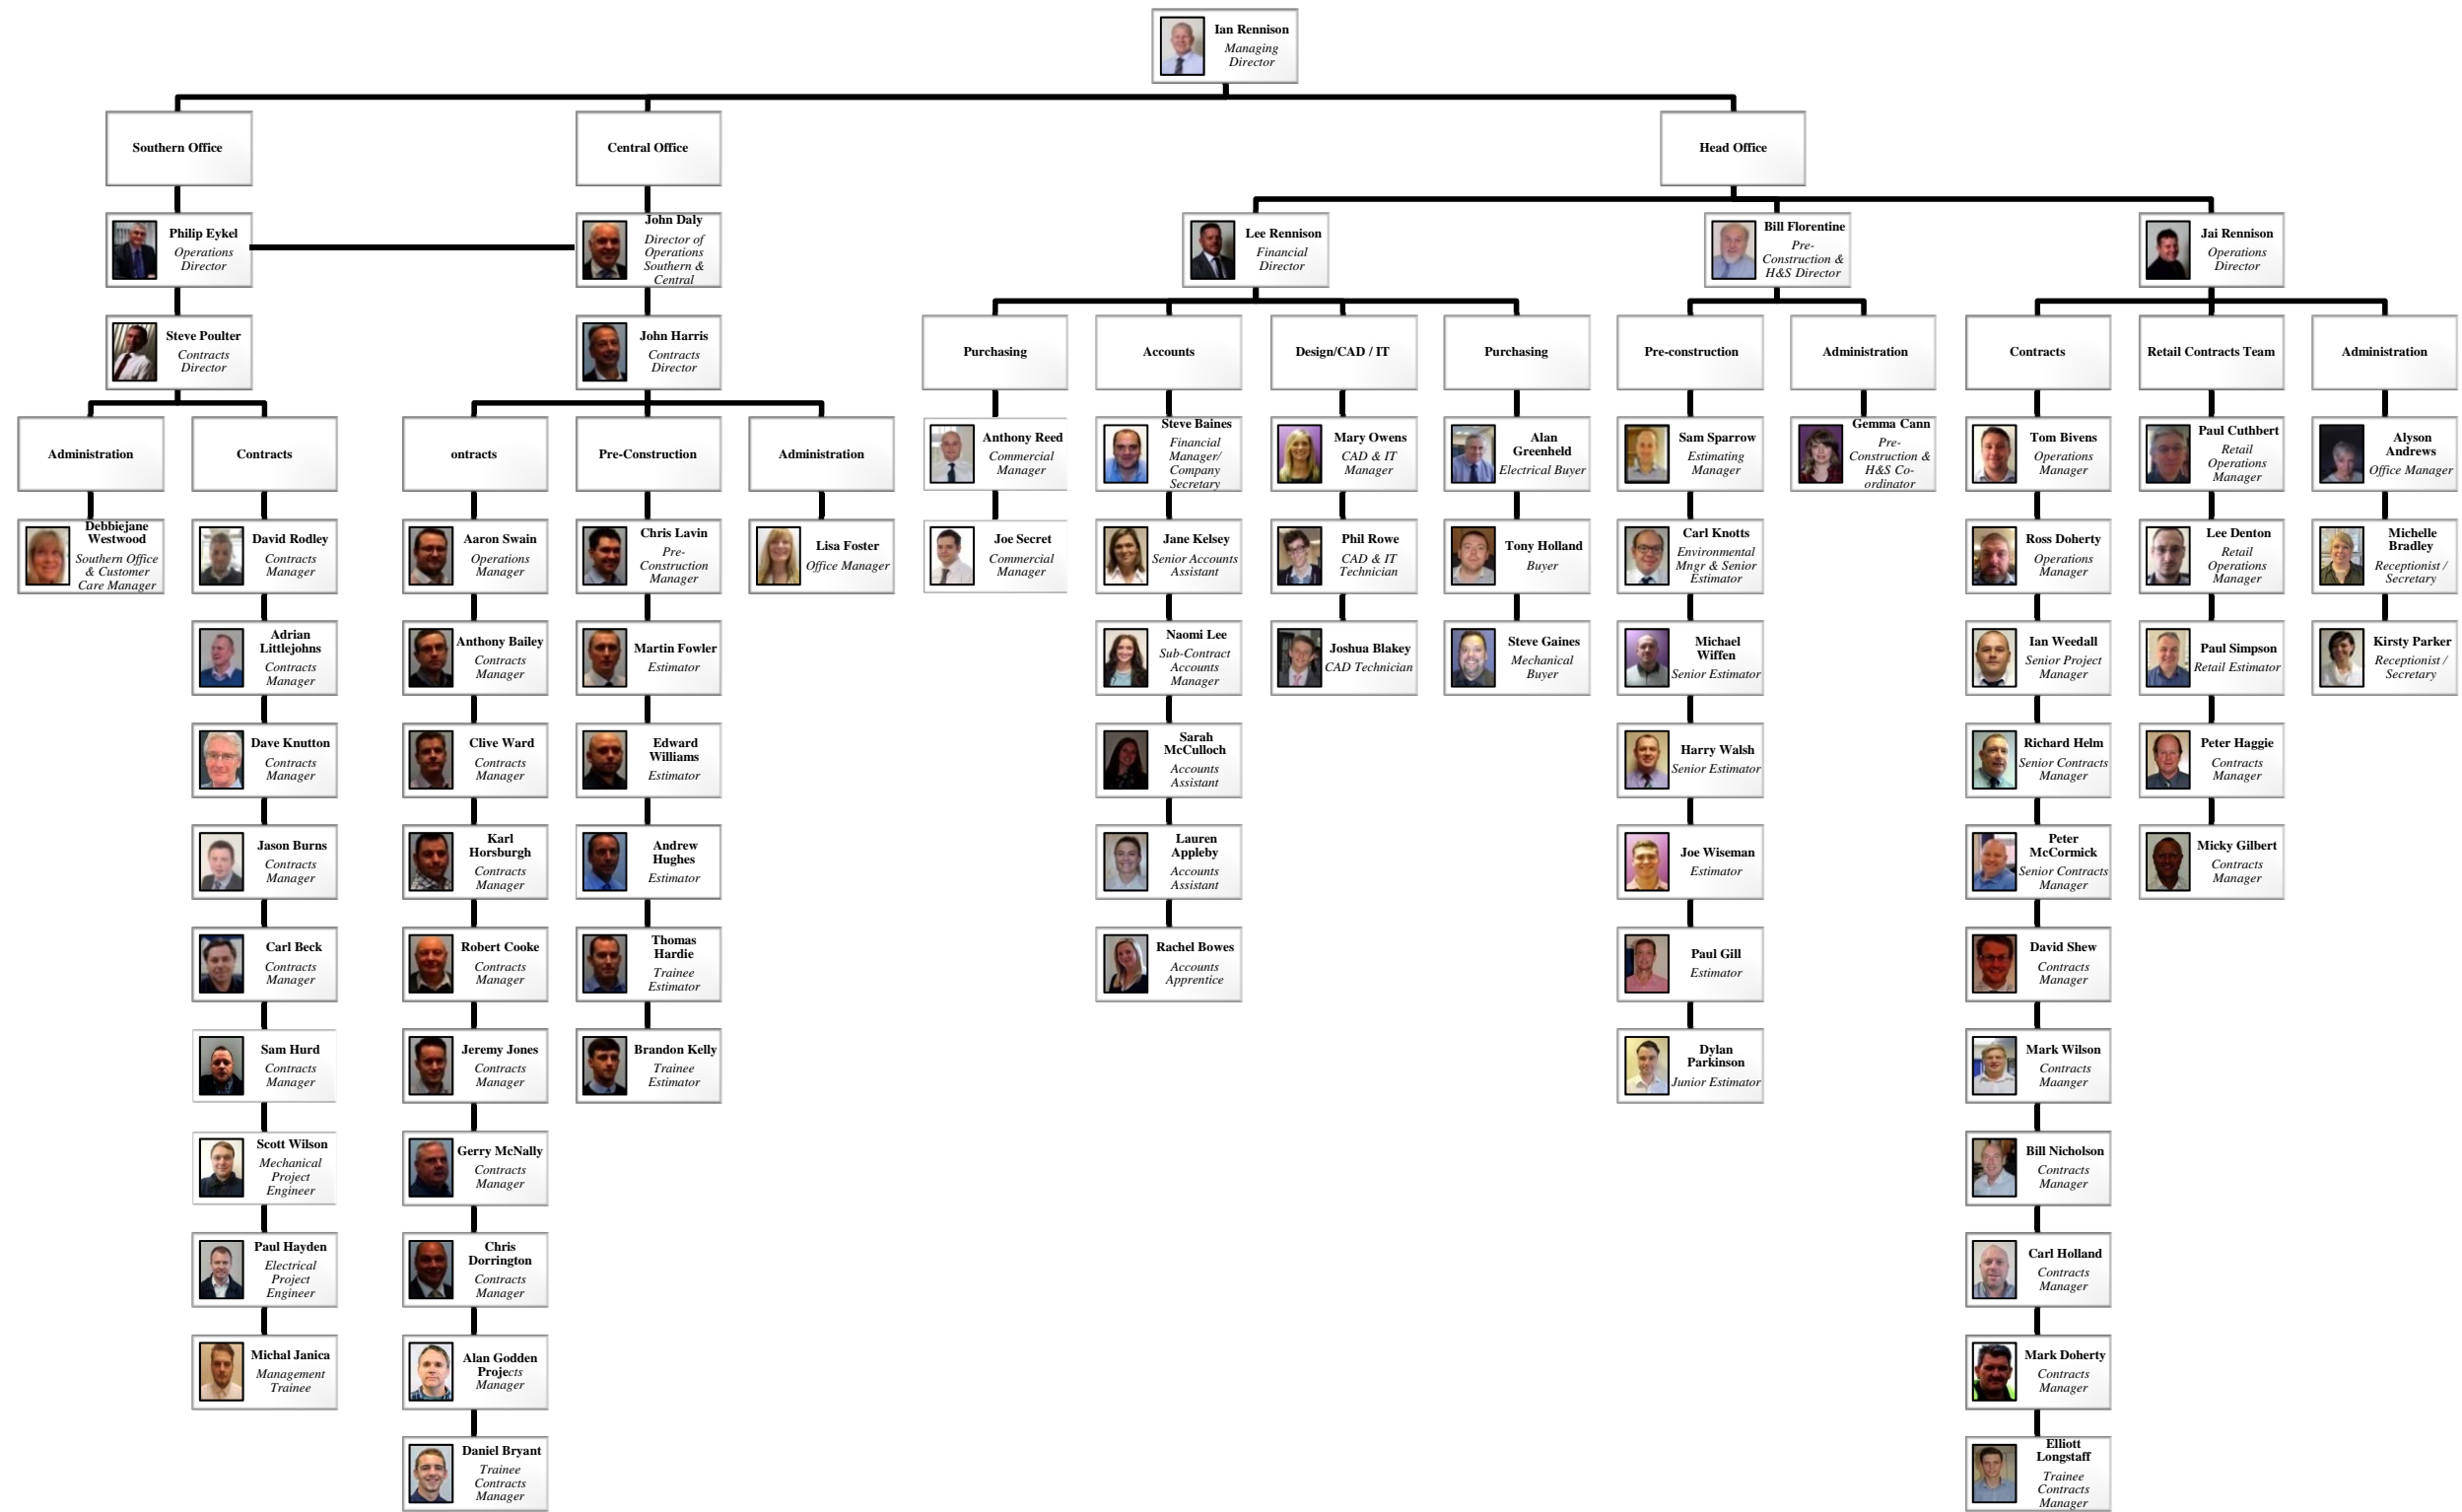 Ian Rennison
Managing
Director
Southern Office
Central Office
Head Office
Philip Eykel
Operations
Director
John Daly
Director of
Operations
Southern &
Central
Lee Rennison
Financial
Director
Bill Florentine
Pre-
Construction &
H&S Director
Jai Rennison
Operations
Director
Steve Poulter
Contracts
Director
John Harris
Contracts
Director
Purchasing
Accounts
Design/CAD / IT
Purchasing
Pre-construction
Administration
Contracts
Retail Contracts Team
Administration
Administration
Contracts
ontracts
Pre-Construction
Administration
Anthony Reed
Commercial
Manager
Steve Baines
Financial
Manager/
Company
Secretary
Mary Owens
CAD & IT
Manager
Alan
Greenheld
Electrical Buyer
Sam Sparrow
Estimating
Manager
Gemma Cann
Pre-
Construction &
H&S Co-
ordinator
Tom Bivens
Operations
Manager
Paul Cuthbert
Retail
Operations
Manager
Alyson
Andrews
Office Manager
Debbiejane
Westwood
Southern Office
& Customer
Care Manager
David Rodley
Contracts
Manager
Aaron Swain
Operations
Manager
Chris Lavin
Pre-
Construction
Manager
Lisa Foster
Office Manager
Joe Secret
Commercial
Manager
Jane Kelsey
Senior Accounts
Assistant
Phil Rowe
CAD & IT
Technician
Tony Holland
Buyer
Carl Knotts
Environmental
Mngr & Senior
Estimator
Ross Doherty
Operations
Manager
Lee Denton
Retail
Operations
Manager
Michelle
Bradley
Receptionist /
Secretary
Adrian
Littlejohns
Contracts
Manager
Anthony Bailey
Contracts
Manager
Martin Fowler
Estimator
Naomi Lee
Sub-Contract
Accounts
Manager
Joshua Blakey
CAD Technician
Steve Gaines
Mechanical
Buyer
Michael
Wiffen
Senior Estimator
Ian Weedall
Senior Project
Manager
Paul Simpson
Retail Estimator
Kirsty Parker
Receptionist /
Secretary
Dave Knutton
Contracts
Manager
Clive Ward
Contracts
Manager
Edward
Williams
Estimator
Sarah
McCulloch
Accounts
Assistant
Harry Walsh
Senior Estimator
Richard Helm
Senior Contracts
Manager
Peter Haggie
Contracts
Manager
Jason Burns
Contracts
Manager
Karl
Horsburgh
Contracts
Manager
Andrew
Hughes
Estimator
Lauren
Appleby
Accounts
Assistant
Joe Wiseman
Estimator
Peter
McCormick
Senior Contracts
Manager
Micky Gilbert
Contracts
Manager
Carl Beck
Contracts
Manager
Robert Cooke
Contracts
Manager
Thomas
Hardie
Trainee
Estimator
Rachel Bowes
Accounts
Apprentice
Paul Gill
Estimator
David Shew
Contracts
Manager
Sam Hurd
Contracts
Manager
Jeremy Jones
Contracts
Manager
Brandon Kelly
Trainee
Estimator
Dylan
Parkinson
Junior Estimator
Mark Wilson
Contracts
Maanger
Scott Wilson
Mechanical
Project
Engineer
Gerry McNally
Contracts
Manager
Bill Nicholson
Contracts
Manager
Paul Hayden
Electrical
Project
Engineer
Chris
Dorrington
Contracts
Manager
Carl Holland
Contracts
Manager
Michal Janica
Management
Trainee
Alan Godden
Projects
Manager
Mark Doherty
Contracts
Manager
Daniel Bryant
Trainee
Contracts
Manager
Elliott
Longstaff
Trainee
Contracts
Manager